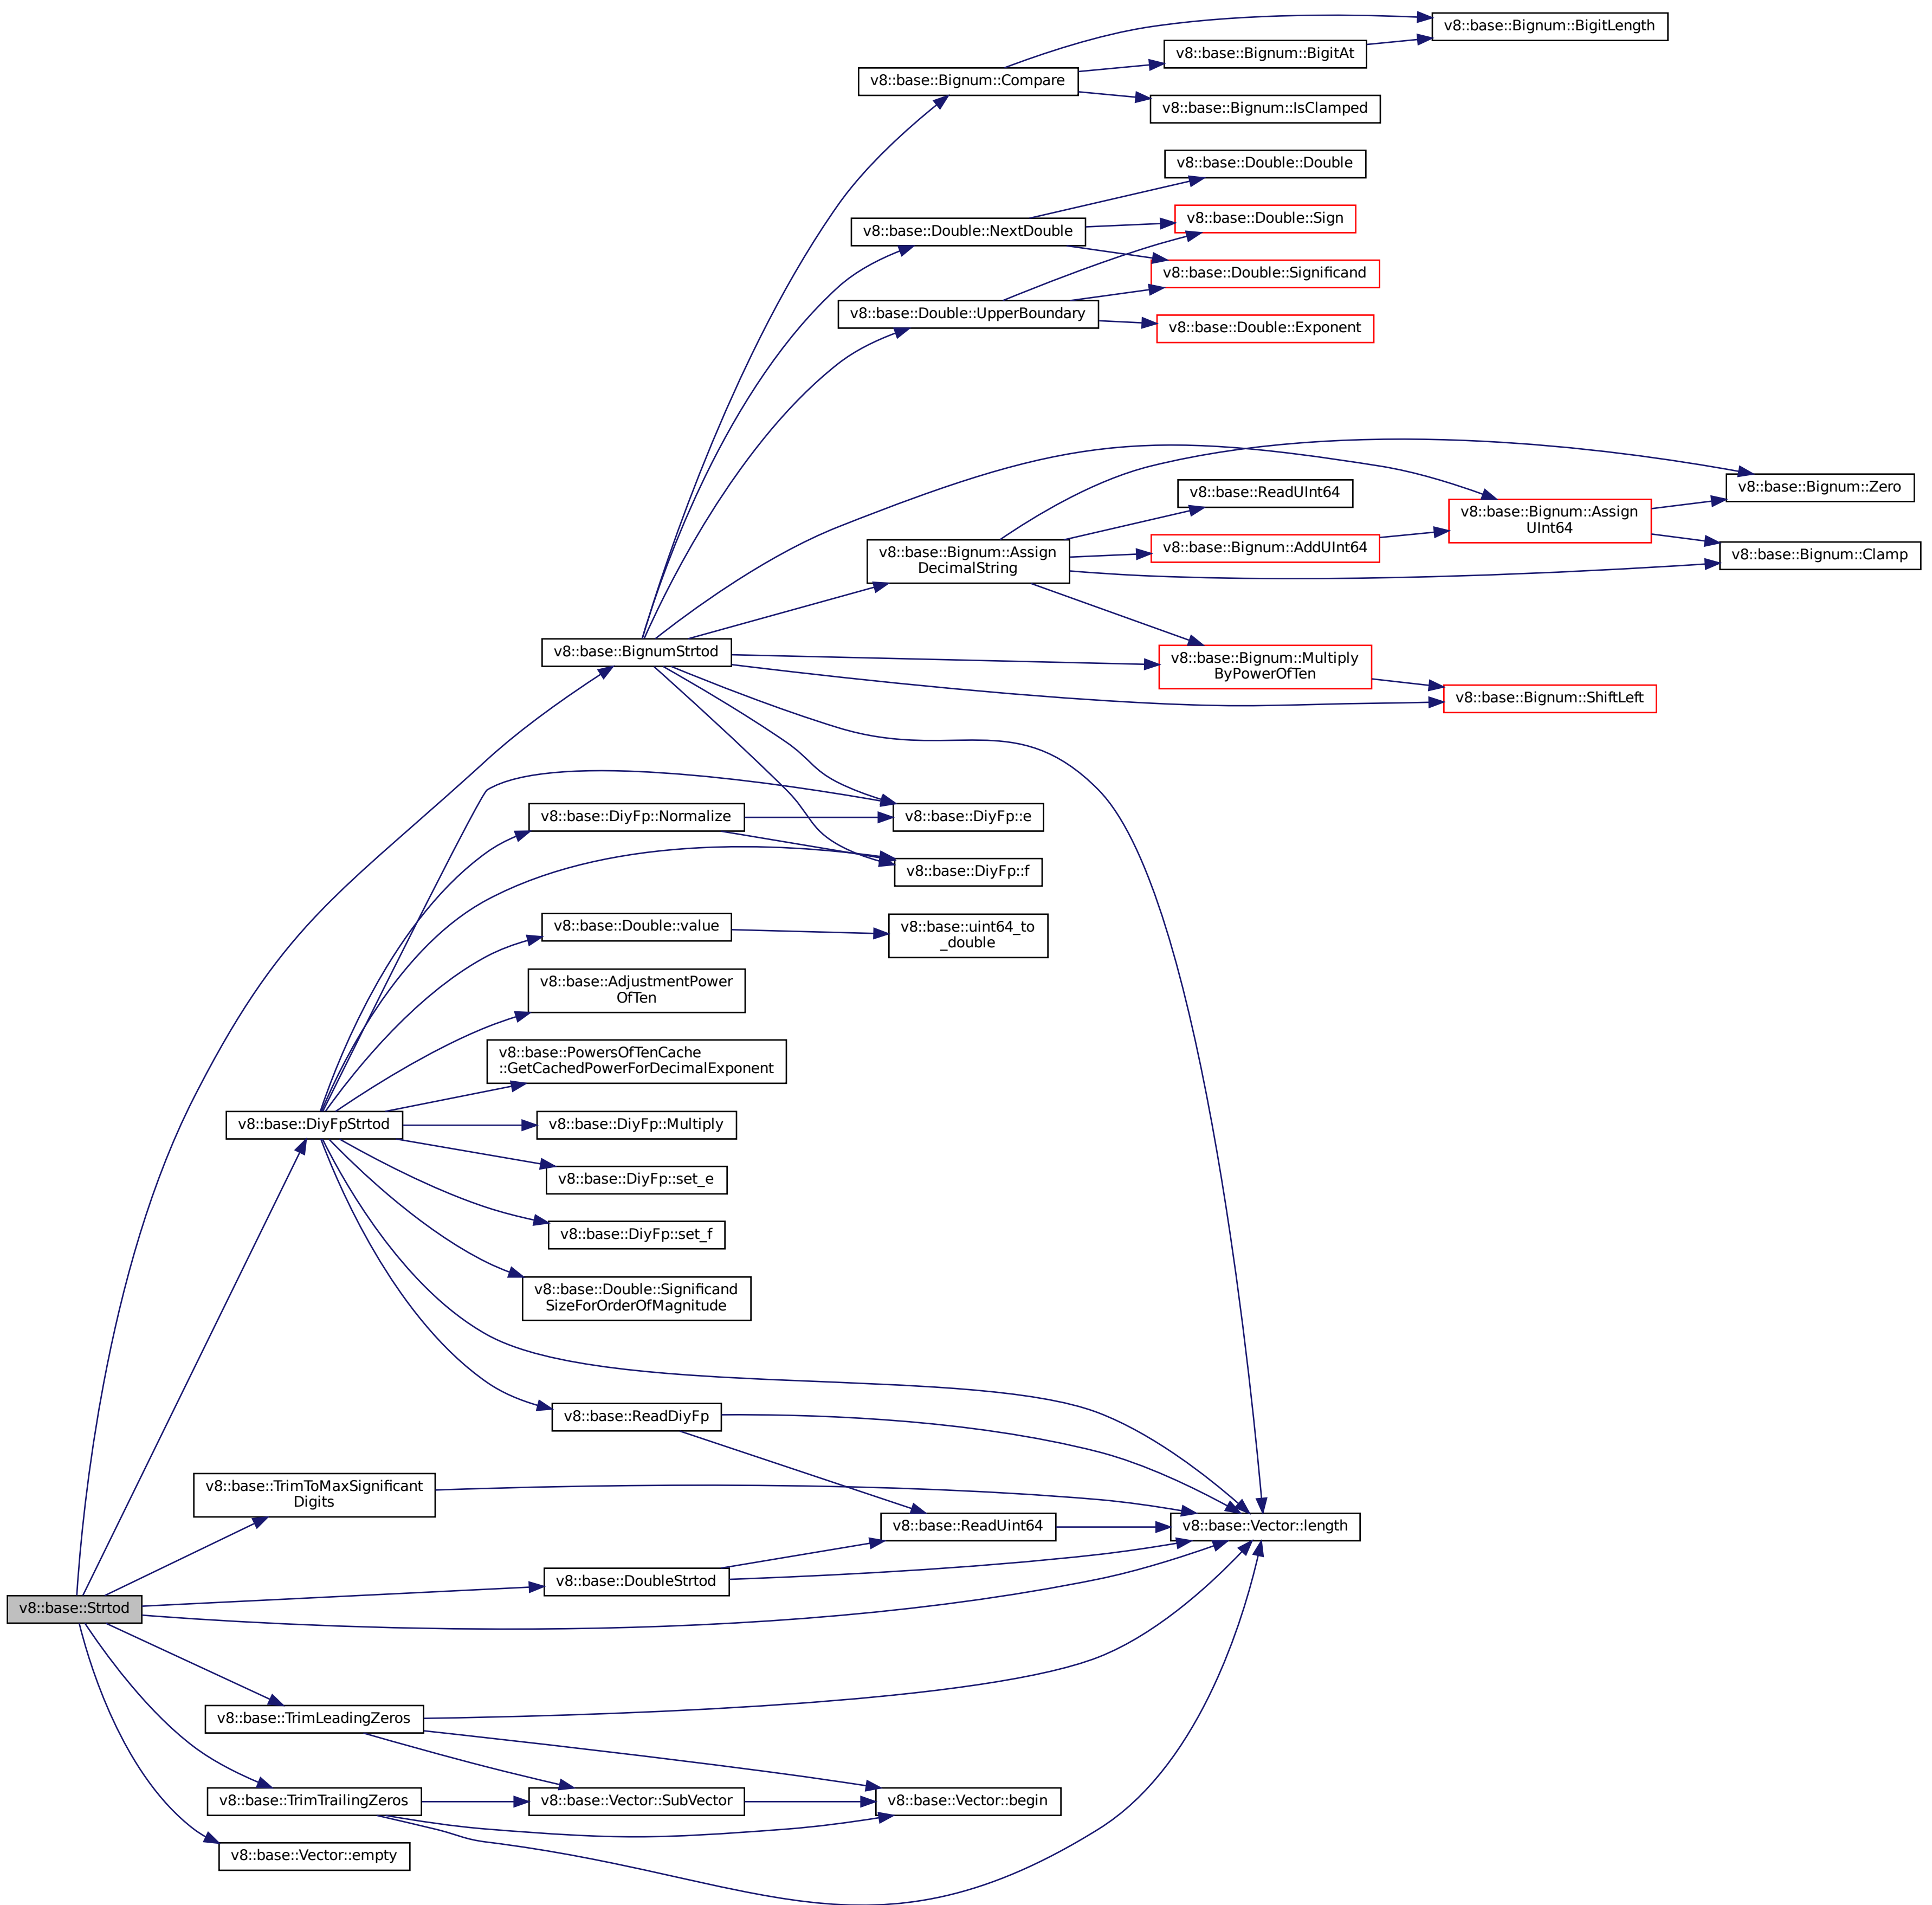 v8::base::Bignum::BigitLength
v8::base::Bignum::BigitAt
v8::base::Bignum::Compare
v8::base::Bignum::IsClamped
v8::base::Double::Double
v8::base::Double::Sign
v8::base::Double::NextDouble
v8::base::Double::Significand
v8::base::Double::UpperBoundary
v8::base::Double::Exponent
v8::base::Bignum::Zero
v8::base::ReadUInt64
v8::base::Bignum::Assign
UInt64
v8::base::Bignum::Assign
DecimalString
v8::base::Bignum::AddUInt64
v8::base::Bignum::Clamp
v8::base::BignumStrtod
v8::base::Bignum::Multiply
ByPowerOfTen
v8::base::Bignum::ShiftLeft
v8::base::DiyFp::Normalize
v8::base::DiyFp::e
v8::base::DiyFp::f
v8::base::Double::value
v8::base::uint64_to
_double
v8::base::AdjustmentPower
OfTen
v8::base::PowersOfTenCache
::GetCachedPowerForDecimalExponent
v8::base::DiyFpStrtod
v8::base::DiyFp::Multiply
v8::base::DiyFp::set_e
v8::base::DiyFp::set_f
v8::base::Double::Significand
SizeForOrderOfMagnitude
v8::base::ReadDiyFp
v8::base::TrimToMaxSignificant
Digits
v8::base::ReadUint64
v8::base::Vector::length
v8::base::DoubleStrtod
v8::base::Strtod
v8::base::TrimLeadingZeros
v8::base::TrimTrailingZeros
v8::base::Vector::SubVector
v8::base::Vector::begin
v8::base::Vector::empty